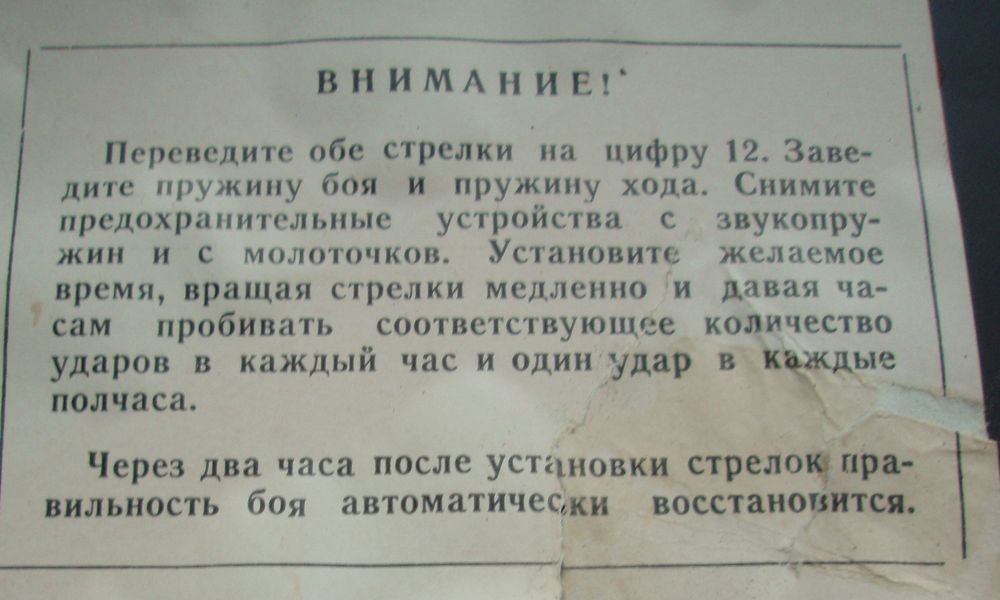 ВНИМАНИЕ!
Переведите обе стрелки на цифру 12. Заве-
дите пружину боя и пружину хода. Снимите
предохранительные устройства с звукопру-
жин и с молоточков. Установите желаемое
время, вращая стрелки медленно и давая ча-
сам пробивать соответствующее количество
ударов в каждый час и один удар в каждые
полчаса.
Через два часа после установки стрелок пра-
вильность боя автоматически восстановится.